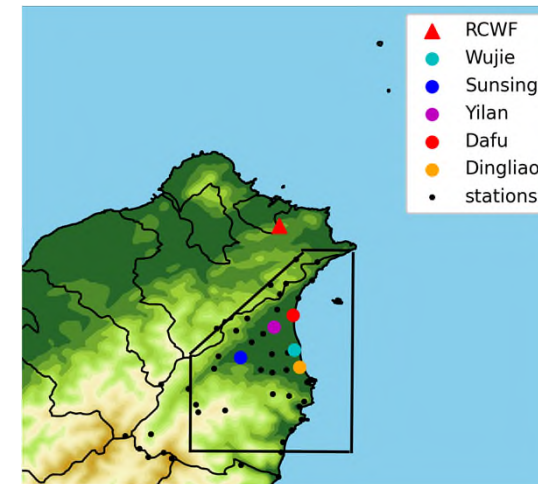 RCWF
Wujie
Sunsing
Yilan
Dafu
Dingliao
stations